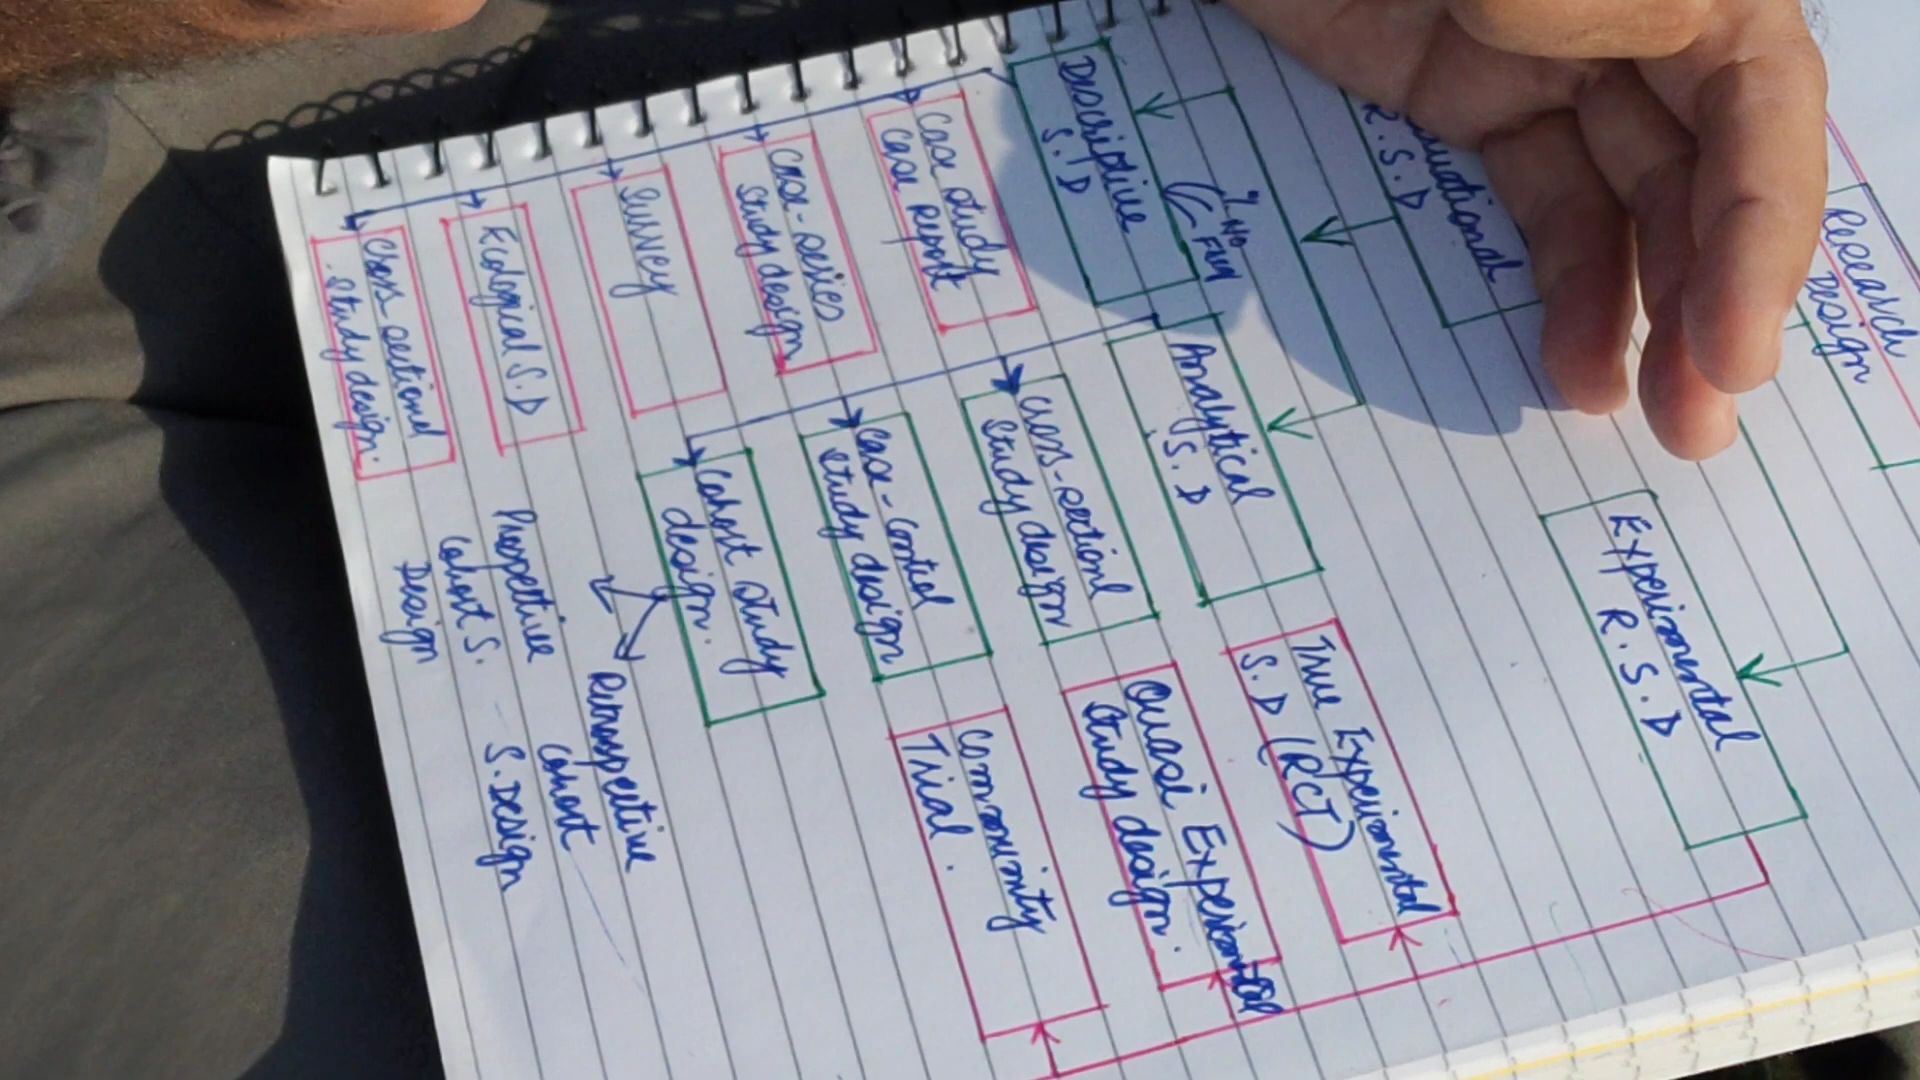 Research
Design
R.S.D
Experimental
R.S.D
" No
Descriptive
S.D
Analytical
S.D
True Experimental
S.D (RCT)
Case study
Case Report
Cross-sectional
Study design
Quasi Experimental
Study design.
Case-series
Study design
Case-Control
study design
Community
Trial.
Survey
Cohort study
design.
Ecological S.D
Cross sectional
study design.
Prospective
Cohort S.
Design
Retrospective
Cohort
S. Design